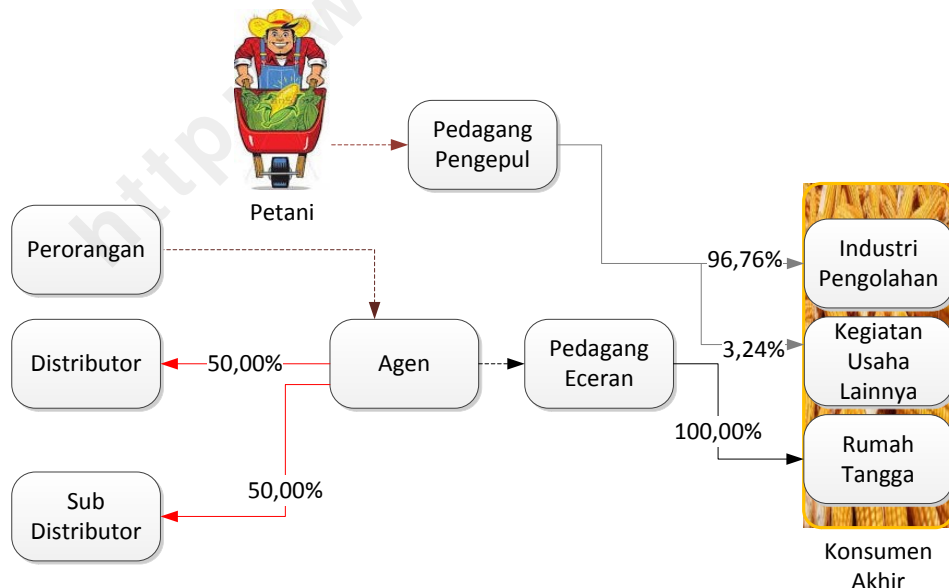 http
w
Pedagang
Pengepul
Petani
Perorangan
96,76%
Industri
Pengolahan
Distributor
50,00%
Agen
Pedagang
Eceran
3,24%
Kegiatan
Usaha
Lainnya
100,00%
Rumah
Tangga
Sub
Distributor
50,00%
Konsumen
Akhir